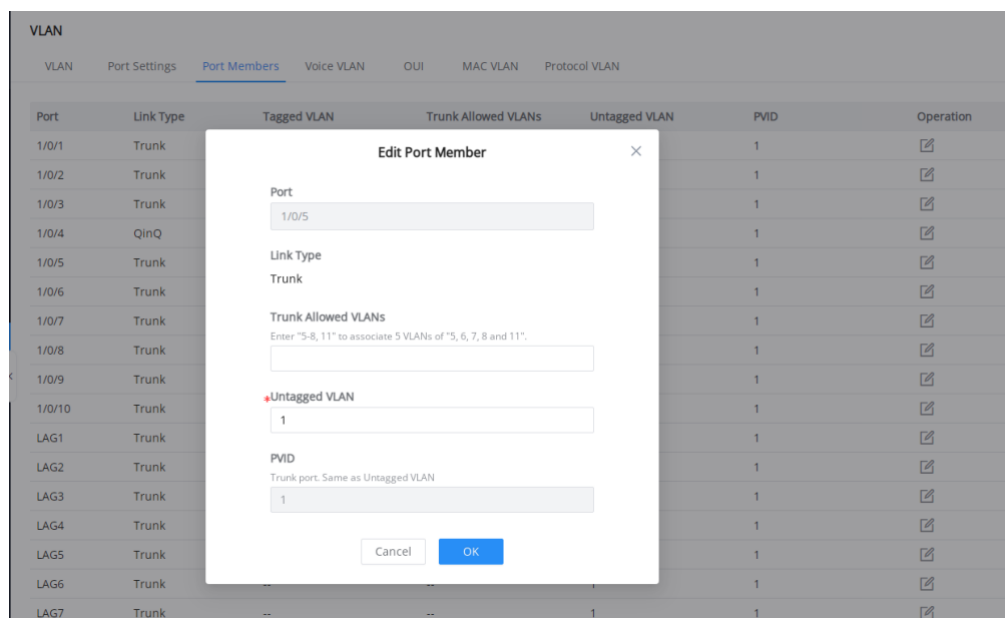 VLAN
VLAN Port Settings Port Members Voice VLAN OUI MAC VLAN Protocol VLAN
Port Link Type Tagged VLAN Trunk Allowed VLANs Untagged VLAN PVID Operation
1/0/1 Trunk 1
1/0/2 Trunk 1
1/0/3 Trunk 1
1/0/4 QinQ 1
1/0/5 Trunk 1
1/0/6 Trunk 1
1/0/7 Trunk 1
1/0/8 Trunk 1
1/0/9 Trunk 1
1/0/10 Trunk 1
LAG1 Trunk 1
LAG2 Trunk 1
LAG3 Trunk 1
LAG4 Trunk 1
LAG5 Trunk 1
LAG6 Trunk -- -- 1 1
LAG7 Trunk -- -- 1 1
Edit Port Member
Port
1/0/5
Link Type
Trunk
Trunk Allowed VLANs
Enter "5-8, 11" to associate 5 VLANs of "5, 6, 7, 8 and 11".
*Untagged VLAN
1
PVID
Trunk port. Same as Untagged VLAN
1
Cancel OK